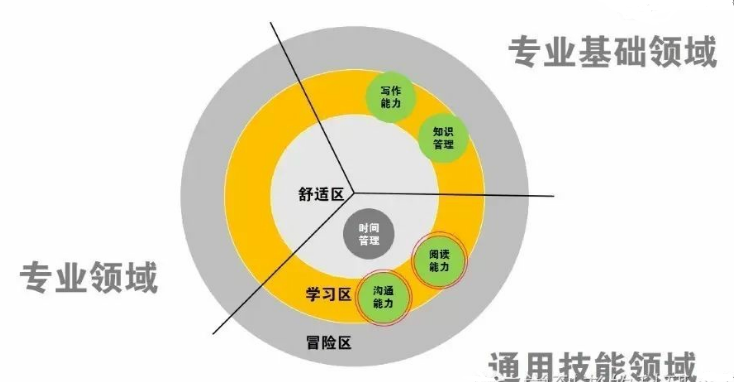 专业基础领域
写作
能力
知识
管理
舒适区
时间
管理
阅读
能力
专业领域
学习区
沟通
能力
冒险区
通用技能领域